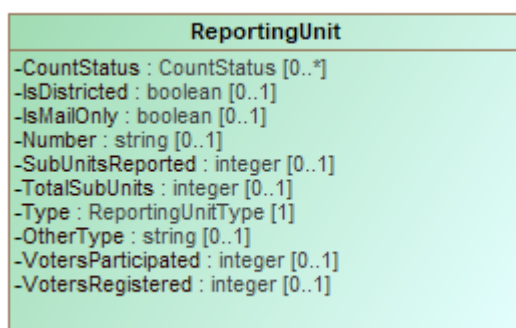 ReportingUnit
-CountStatus : CountStatus [0..*]
-IsDistricted : boolean [0..1]
-IsMailOnly : boolean [0..1]
-Number : string [0..1]
-SubUnitsReported : integer [0..1]
-TotalSubUnits : integer [0..1]
-Type : ReportingUnitType [1]
-OtherType : string [0..1]
-VotersParticipated : integer [0..1]
-VotersRegistered : integer [0..1]